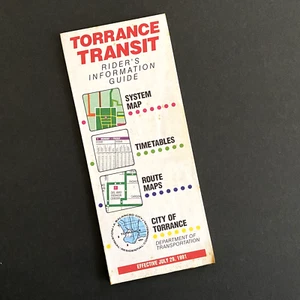 TORRANCE
TRANSIT
RIDER'S
INFORMATION
GUIDE
SYSTEM
MAP
TIMETABLES
ROUTE
MAPS
CITY OF
TORRANCE
DEPARTMENT OF
TRANSPORTATION
EFFECTIVE JULY 29, 1991